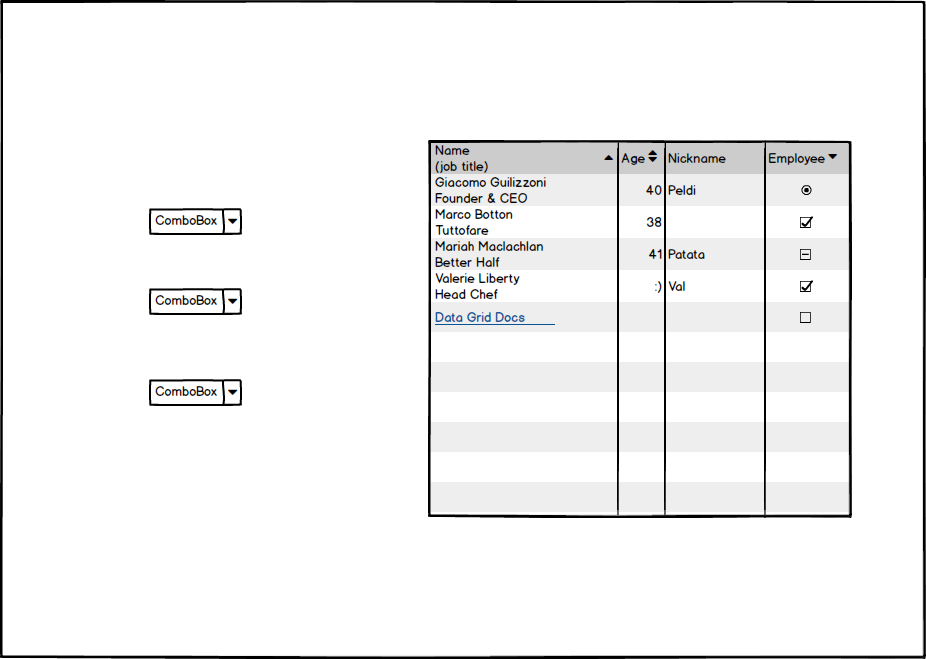 ComboBox
ComboBox
ComboBox
Name
(job title)
Age
Nickname
Employee
Giacomo Guilizzoni
Founder & CEO
40
Peldi
Marco Botton
Tuttofare
38
Mariah Maclachlan
Better Half
41
Patata
Valerie Liberty
Head Chef
:)
Val
Data Grid Docs